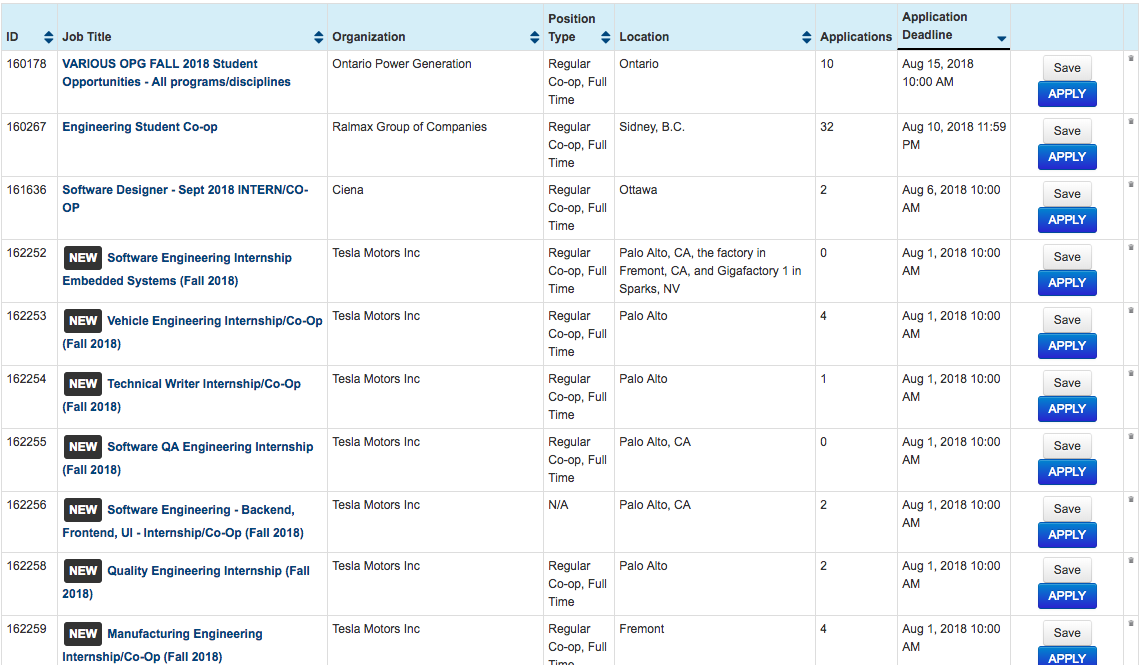 ID Job Title Organization Position Type Location Applications Application Deadline
160178 VARIOUS OPG FALL 2018 Student Ontario Power Generation Regular Ontario 10 Aug 15, 2018 Save
Opportunities - All programs/disciplines Co-op, Full 10:00 AM APPLY
Time
160267 Engineering Student Co-op Ralmax Group of Companies Regular Sidney, B.C. 32 Aug 10, 2018 11:59 Save
Co-op, Full PM APPLY
Time
161636 Software Designer - Sept 2018 INTERN/CO- Ciena Regular Ottawa 2 Aug 6, 2018 10:00 Save
OP Co-op, Full AM APPLY
Time
162252 NEW Software Engineering Internship Tesla Motors Inc Regular Palo Alto, CA, the factory in 0 Aug 1, 2018 10:00 Save
Embedded Systems (Fall 2018) Co-op, Full Fremont, CA, and Gigafactory 1 in AM APPLY
Time Sparks, NV
162253 NEW Vehicle Engineering Internship/Co-Op Tesla Motors Inc Regular Palo Alto 4 Aug 1, 2018 10:00 Save
(Fall 2018) Co-op, Full AM APPLY
Time
162254 NEW Technical Writer Internship/Co-Op Tesla Motors Inc Regular Palo Alto 1 Aug 1, 2018 10:00 Save
(Fall 2018) Co-op, Full AM APPLY
Time
162255 NEW Software QA Engineering Internship Tesla Motors Inc Regular Palo Alto, CA 0 Aug 1, 2018 10:00 Save
(Fall 2018) Co-op, Full AM APPLY
Time
162256 NEW Software Engineering - Backend, Tesla Motors Inc N/A Palo Alto, CA 2 Aug 1, 2018 10:00 Save
Frontend, UI - Internship/Co-Op (Fall 2018) AM APPLY
162258 NEW Quality Engineering Internship (Fall Tesla Motors Inc Regular Palo Alto 2 Aug 1, 2018 10:00 Save
2018) Co-op, Full AM APPLY
Time
162259 NEW Manufacturing Engineering Tesla Motors Inc Regular Fremont 4 Aug 1, 2018 10:00 Save
Internship/Co-Op (Fall 2018) Co-op, Full AM APPLY
Time